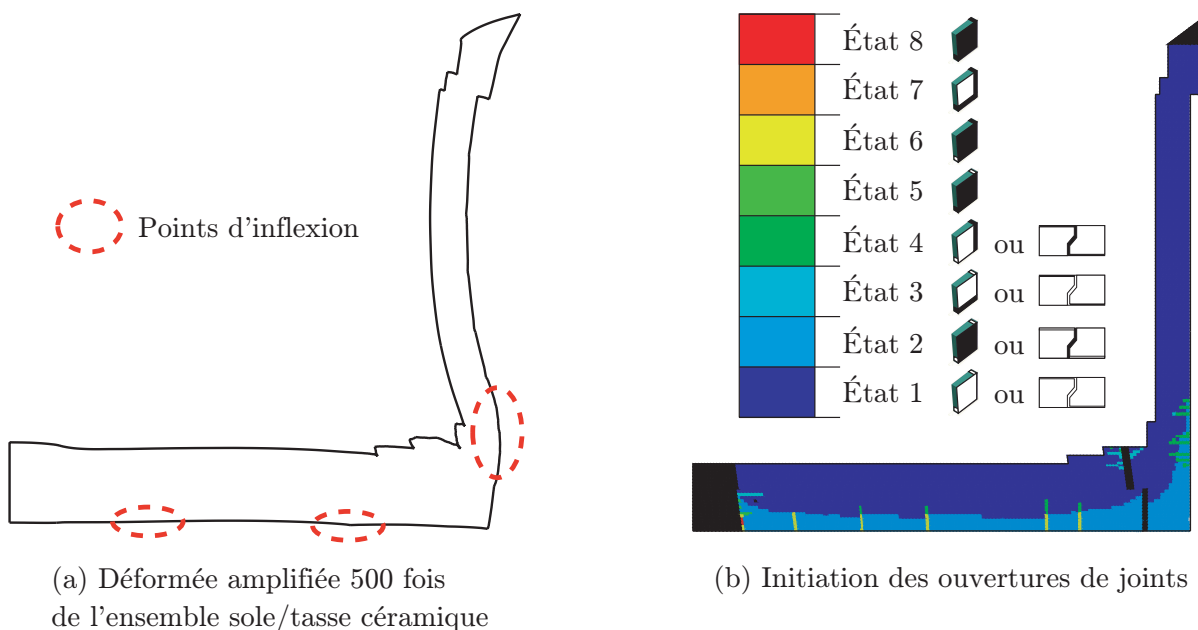 Points d'inflexion
(a) Déformée amplifiée 500 fois
de l'ensemble sole/tasse céramique
État 8
État 7
État 6
État 5
État 4 ou
État 3 ou
État 2 ou
État 1 ou
(b) Initiation des ouvertures de joints